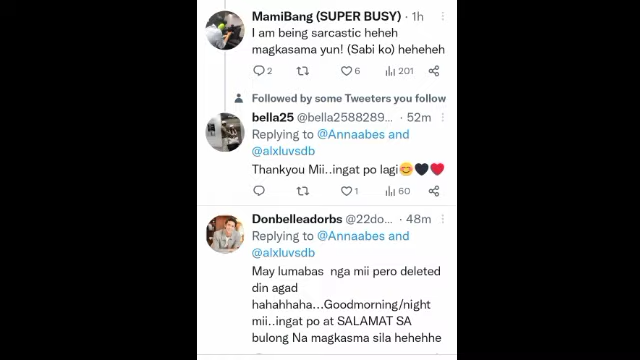 MamiBang (SUPER BUSY) · 1h
I am being sarcastic heheh
magkasama yun! (Sabi ko) heheheh
2 6 201
Followed by some Tweeters you follow
bella25 @bella2588289... · 52m
Replying to @Annaabes and
@alxluvsdb
Thankyou Mii..ingat po lagi😊🖤❤️
1 60
Donbelleadorbs @22do... · 48m
Replying to @Annaabes and
@alxluvsdb
May lumabas nga mii pero deleted
din agad
hahahhaha...Goodmorning/night
mii..ingat po at SALAMAT SA
bulong Na magkasma sila hehehhe